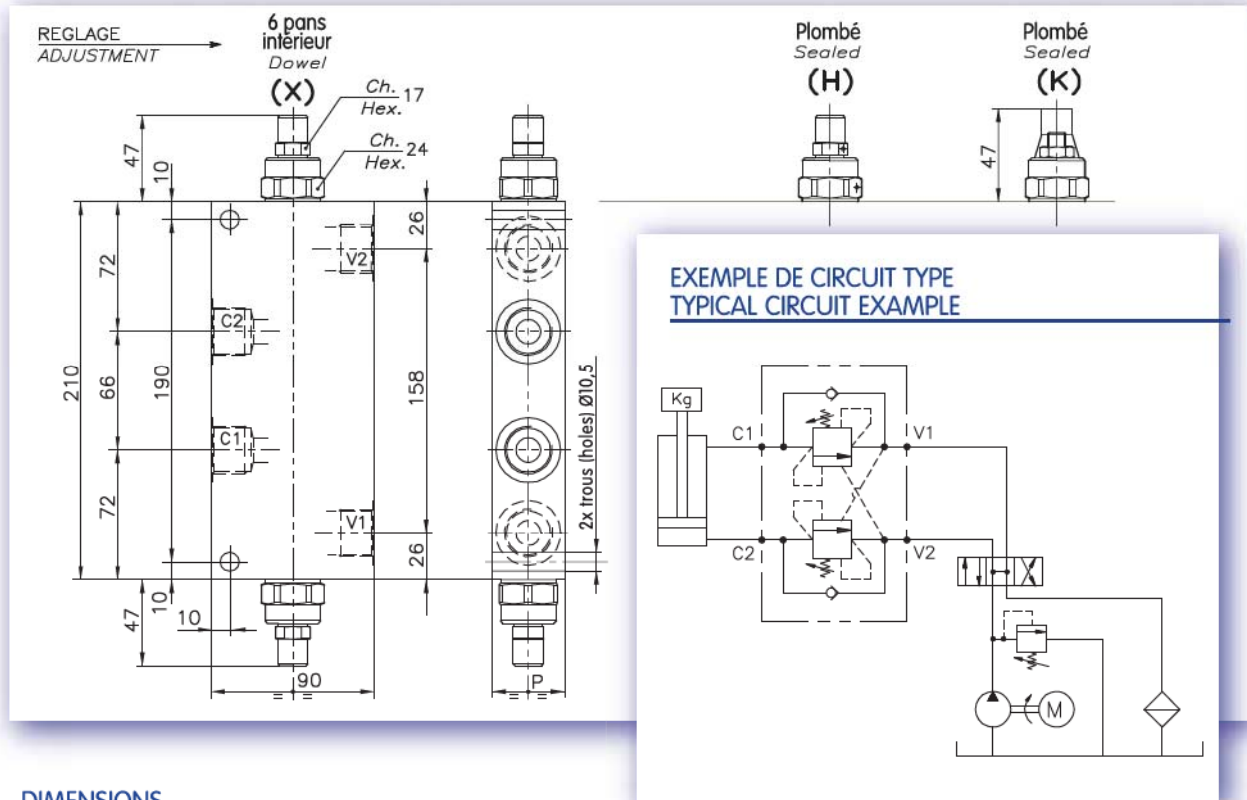 REGLAGE
ADJUSTMENT
6 pans
intérieur
Dowel
(X)
Ch.
Hex.
17
Ch.
Hex.
24
Plombé
Sealed
(H)
Plombé
Sealed
(K)
47
10
47
26
72
V2
C2
210
66
190
158
C1
2x trous (holes) Ø10,5
72
V1
26
10
47
10
90
= =
P
= =
EXEMPLE DE CIRCUIT TYPE
TYPICAL CIRCUIT EXAMPLE
Kg
C1
V1
C2
V2
M
DIMENSIONS